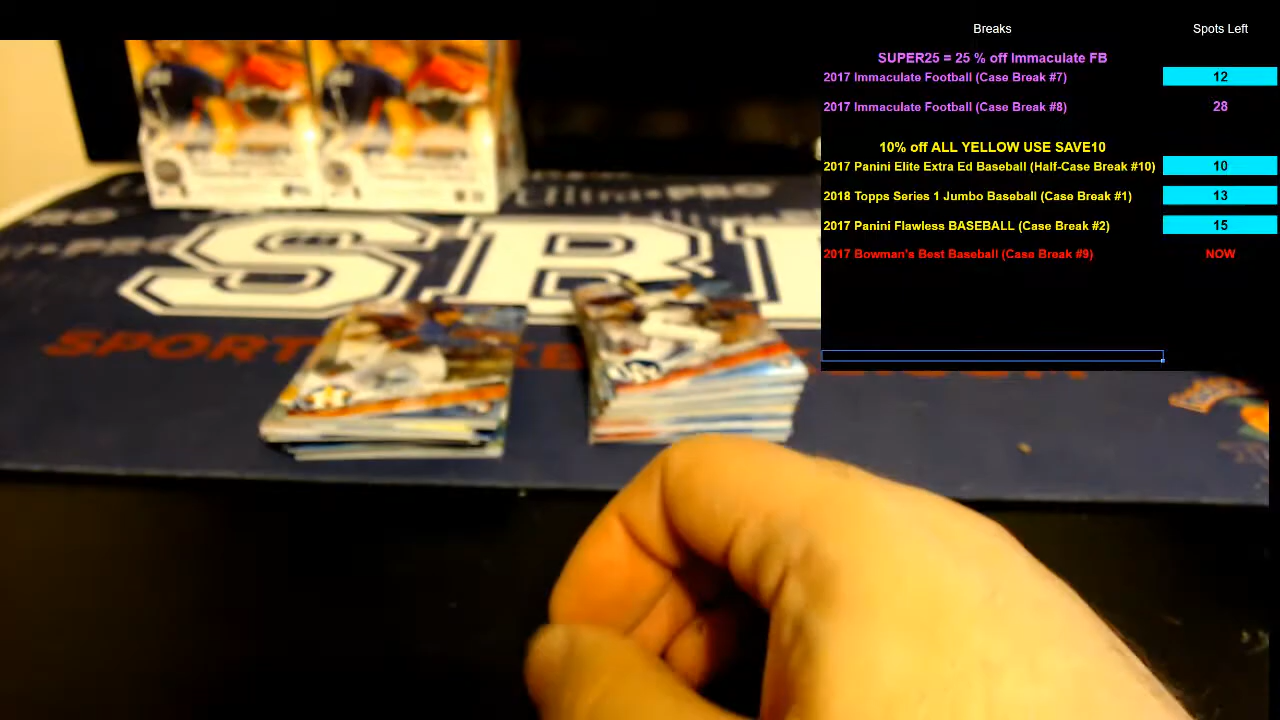 Breaks Spots Left
SUPER25 = 25 % off Immaculate FB
2017 Immaculate Football (Case Break #7) 12
2017 Immaculate Football (Case Break #8) 28
10% off ALL YELLOW USE SAVE10
2017 Panini Elite Extra Ed Baseball (Half-Case Break #10) 10
2018 Topps Series 1 Jumbo Baseball (Case Break #1) 13
2017 Panini Flawless BASEBALL (Case Break #2) 15
2017 Bowman's Best Baseball (Case Break #9) NOW
Ultra PRO
SB